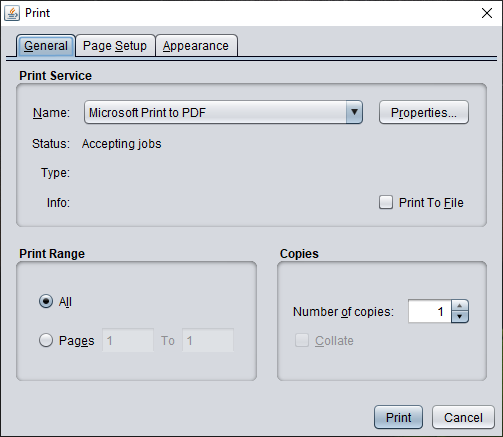 Print
General Page Setup Appearance
Print Service
Name: Microsoft Print to PDF Properties...
Status: Accepting jobs
Type:
Info: Print To File
Print Range
All
Pages 1 To 1
Copies
Number of copies: 1
Collate
Print Cancel